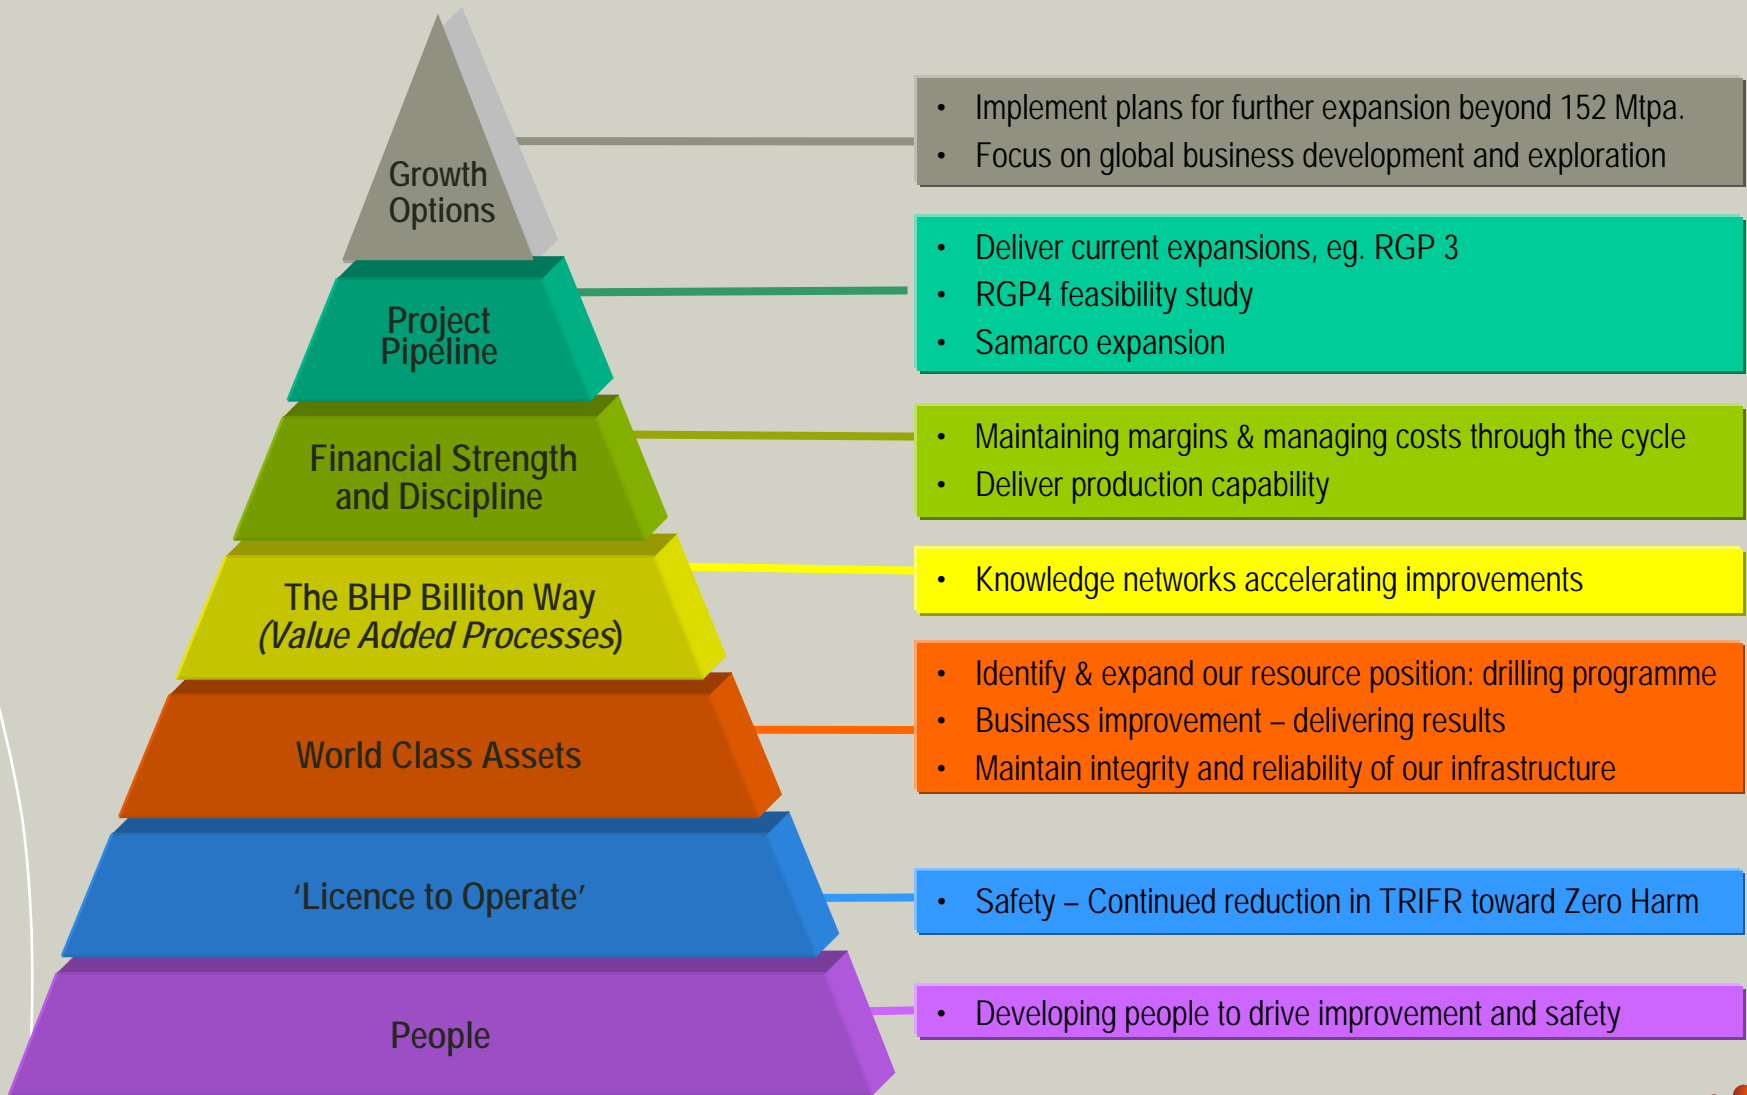 Growth
Options
• Implement plans for further expansion beyond 152 Mtpa.
• Focus on global business development and exploration
Project
Pipeline
• Deliver current expansions, eg. RGP 3
• RGP4 feasibility study
• Samarco expansion
Financial Strength
and Discipline
• Maintaining margins & managing costs through the cycle
• Deliver production capability
The BHP Billiton Way
(Value Added Processes)
• Knowledge networks accelerating improvements
World Class Assets
• Identify & expand our resource position: drilling programme
• Business improvement – delivering results
• Maintain integrity and reliability of our infrastructure
‘Licence to Operate’
• Safety – Continued reduction in TRIFR toward Zero Harm
People
• Developing people to drive improvement and safety